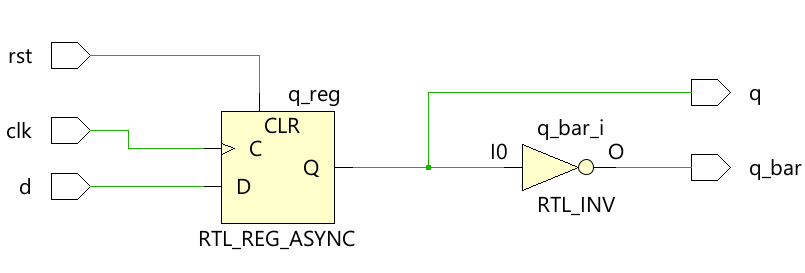 rst
q_reg
CLR
q
clk
C
q_bar_i
I0
O
Q
q_bar
d
D
RTL_INV
RTL_REG_ASYNC